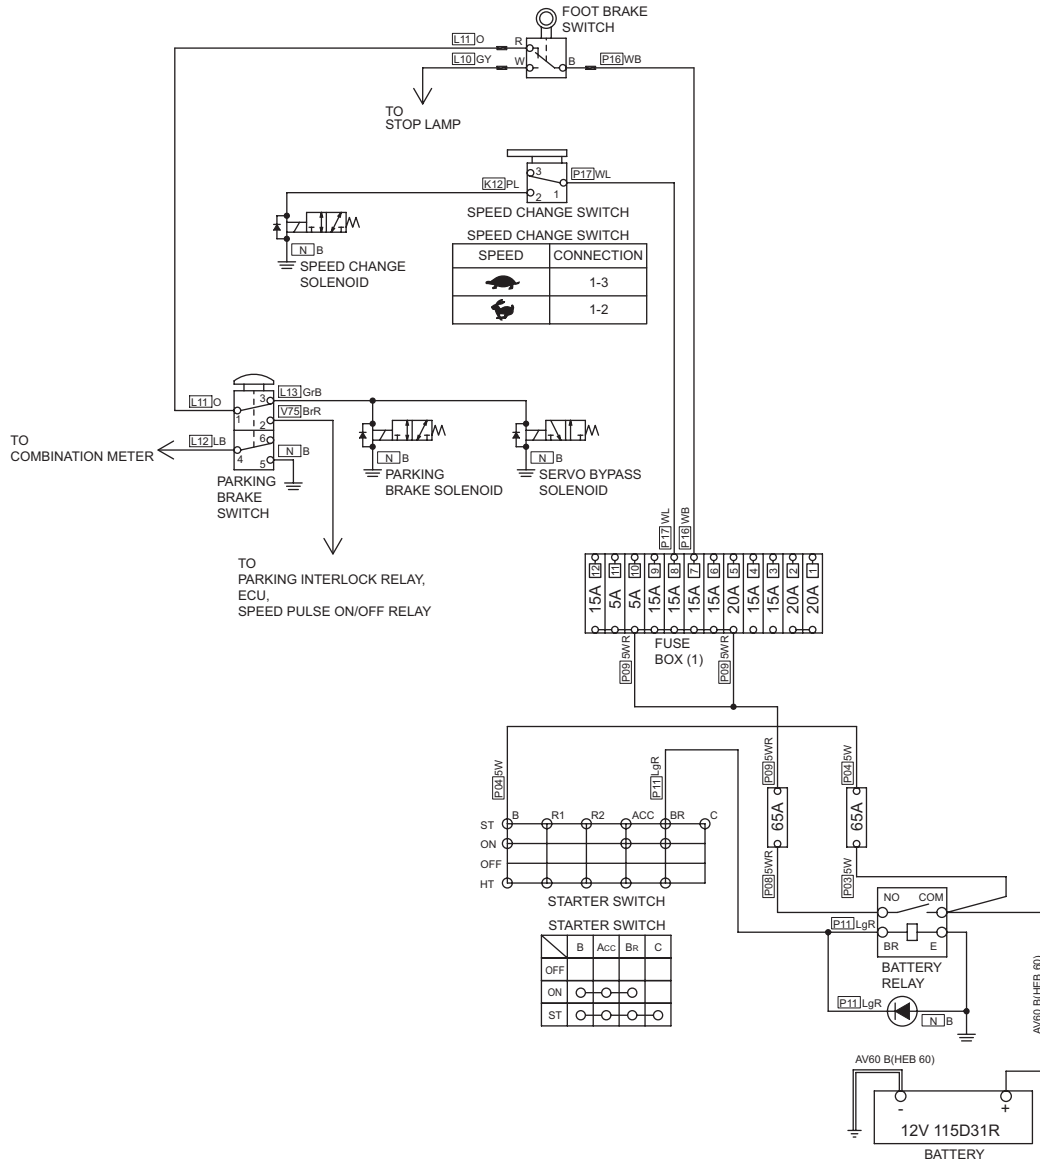 FOOT BRAKE
SWITCH
L11 O
R
L10 GY
W
B
P16 WB
TO
STOP LAMP
3
P17 WL
K12 PL
2
1
SPEED CHANGE SWITCH
N B
SPEED CHANGE
SOLENOID
SPEED CHANGE SWITCH
SPEED
CONNECTION
1-3
1-2
L13 GrB
L11 O
3
1
V75 BrR
2
TO
COMBINATION METER
L12 LB
6
4
N B
5
PARKING
BRAKE
SWITCH
N B
PARKING
BRAKE SOLENOID
N B
SERVO BYPASS
SOLENOID
TO
PARKING INTERLOCK RELAY,
ECU,
SPEED PULSE ON/OFF RELAY
P17 WL
P16 WB
12 11 10 9 8 7 6 5 4 3 2 1
15A 5A 5A 15A 15A 15A 15A 20A 15A 15A 20A 20A
FUSE
BOX (1)
P09 5WR
P09 5WR
P04 5W
P11 LgR
P09 5WR
P04 5W
65A
65A
P08 5WR
P03 5W
B R1 R2 ACC BR C
ST
ON
OFF
HT
STARTER SWITCH
STARTER SWITCH
B ACC BR C
OFF
ON
ST
NO COM
P11 LgR
BR E
BATTERY
RELAY
P11 LgR
N B
AV60 B(HEB 60)
AV60 B(HEB 60)
- +
12V 115D31R
BATTERY